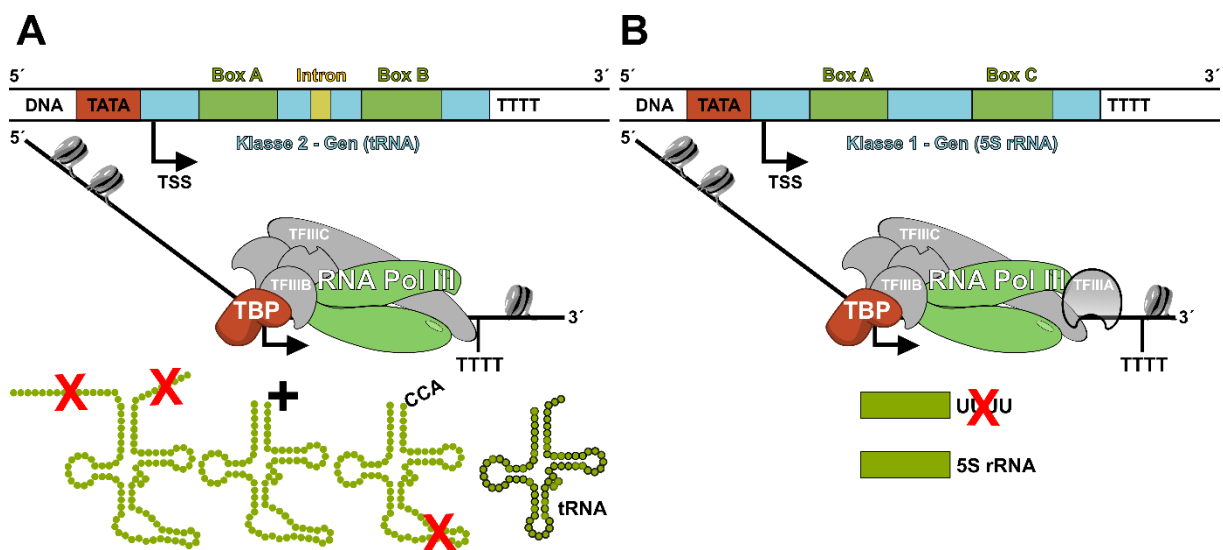 A
5´ Box A Intron Box B 3´
DNA TATA TTTT
5´ Klasse 2 - Gen (tRNA)
TSS
TFIIIC
RNA Pol III
TFIIIB
TBP
3´
TTTT
X X + CCA
X
tRNA
B
5´ Box A Box C 3´
DNA TATA TTTT
5´ Klasse 1 - Gen (5S rRNA)
TSS
TFIIIC
RNA Pol III
TFIIIB TFIIIA
TBP
3´
TTTT
UUUU
X
5S rRNA